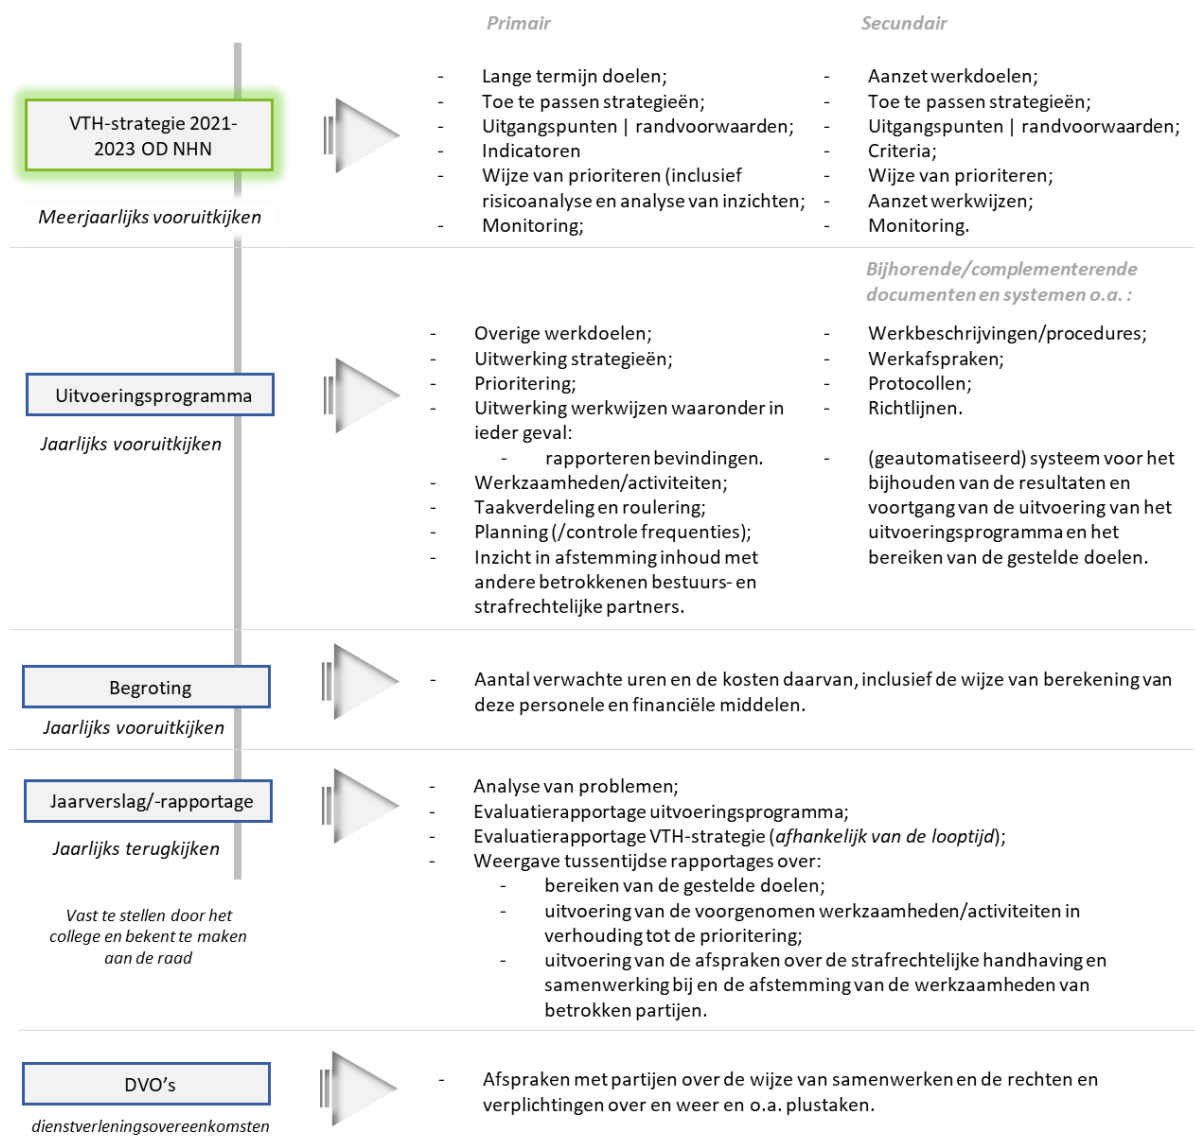 Primair
Secundair
VTH-strategie 2021-
2023 OD NHN
Meerjaarlijks vooruitkijken
- Lange termijn doelen;
- Toe te passen strategieën;
- Uitgangspunten | randvoorwaarden;
- Indicatoren
- Wijze van prioriteren (inclusief
risicoanalyse en analyse van inzichten;
- Monitoring;
- Aanzet werkdoelen;
- Toe te passen strategieën;
- Uitgangspunten | randvoorwaarden;
- Criteria;
- Wijze van prioriteren;
- Aanzet werkwijzen;
- Monitoring.
Bijhorende/complementerende
documenten en systemen o.a. :
Uitvoeringsprogramma
Jaarlijks vooruitkijken
- Overige werkdoelen;
- Uitwerking strategieën;
- Prioritering;
- Uitwerking werkwijzen waaronder in
ieder geval:
- rapporteren bevindingen.
- Werkzaamheden/activiteiten;
- Taakverdeling en roulering;
- Planning (/controle frequenties);
- Inzicht in afstemming inhoud met
andere betrokkenen bestuurs- en
strafrechtelijke partners.
- Werkbeschrijvingen/procedures;
- Werkafspraken;
- Protocollen;
- Richtlijnen.
- (geautomatiseerd) systeem voor het
bijhouden van de resultaten en
voortgang van de uitvoering van het
uitvoeringsprogramma en het
bereiken van de gestelde doelen.
Begroting
Jaarlijks vooruitkijken
- Aantal verwachte uren en de kosten daarvan, inclusief de wijze van berekening van
deze personele en financiële middelen.
Jaarverslag/-rapportage
Jaarlijks terugkijken
Vast te stellen door het
college en bekent te maken
aan de raad
- Analyse van problemen;
- Evaluatierapportage uitvoeringsprogramma;
- Evaluatierapportage VTH-strategie (afhankelijk van de looptijd);
- Weergave tussentijdse rapportages over:
- bereiken van de gestelde doelen;
- uitvoering van de voorgenomen werkzaamheden/activiteiten in
verhouding tot de prioritering;
- uitvoering van de afspraken over de strafrechtelijke handhaving en
samenwerking bij en de afstemming van de werkzaamheden van
betrokken partijen.
DVO's
dienstverleningsovereenkomsten
- Afspraken met partijen over de wijze van samenwerken en de rechten en
verplichtingen over en weer en o.a. plustaken.